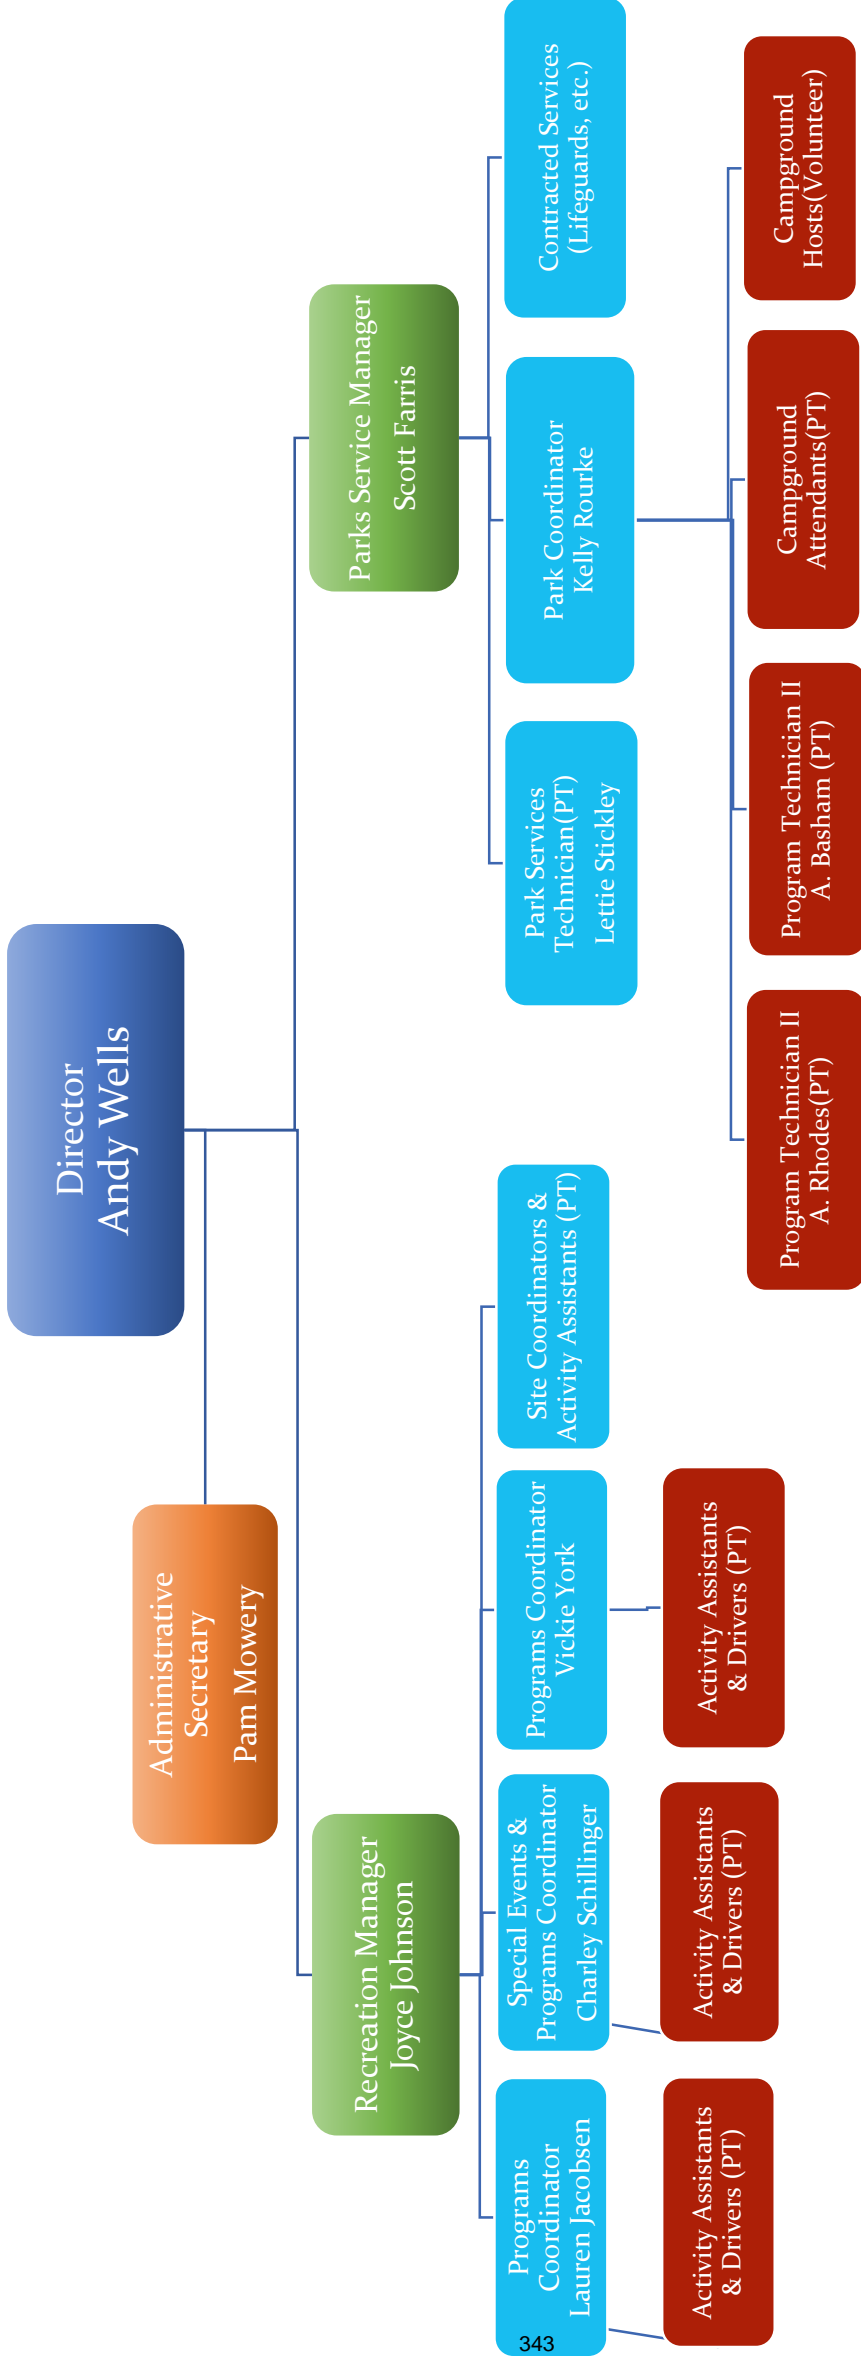 Director
Andy Wells
Administrative
Secretary
Pam Mowery
Recreation Manager
Joyce Johnson
Parks Service Manager
Scott Farris
Programs
Coordinator
Lauren Jacobsen
Special Events &
Programs Coordinator
Charley Schillinger
Programs Coordinator
Vickie York
Site Coordinators &
Activity Assistants (PT)
Park Services
Technician(PT)
Lettie Stickley
Park Coordinator
Kelly Rourke
Contracted Services
(Lifeguards, etc.)
Activity Assistants
& Drivers (PT)
Activity Assistants
& Drivers (PT)
Activity Assistants
& Drivers (PT)
Program Technician II
A. Rhodes(PT)
Program Technician II
A. Basham (PT)
Campground
Attendants(PT)
Campground
Hosts(Volunteer)
343